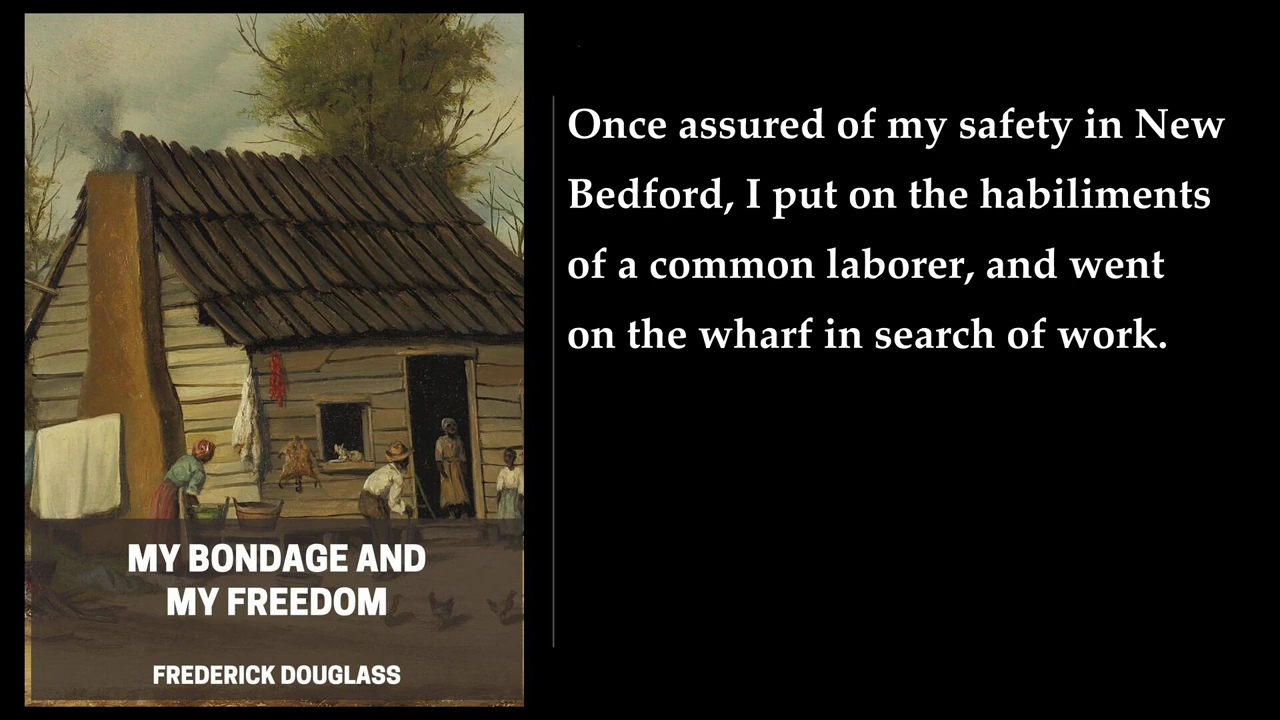 Once assured of my safety in New
Bedford, I put on the habiliments
of a common laborer, and went
on the wharf in search of work.
MY BONDAGE AND
MY FREEDOM
FREDERICK DOUGLASS